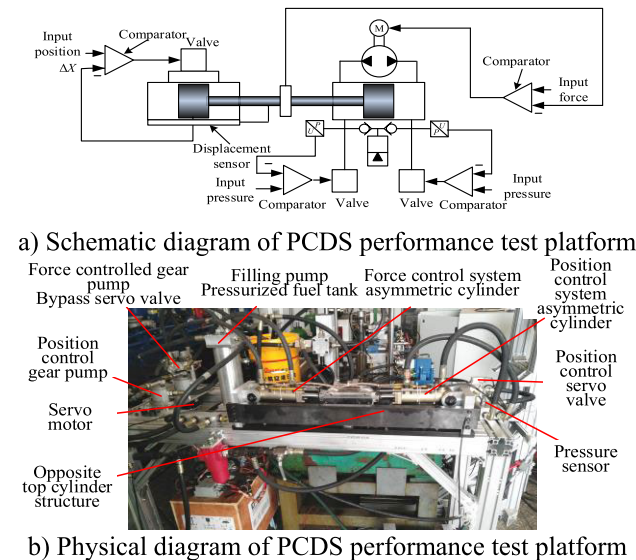 Input
position
Comparator
ΔX
Valve
M
Comparator
Input
force
Displacement
sensor
U P
P U
Input
pressure
Comparator
Valve
Valve
Comparator
Input
pressure
a) Schematic diagram of PCDS performance test platform
Force controlled gear
pump
Bypass servo valve
Filling pump
Pressurized fuel tank
Force control system
asymmetric cylinder
Position
control
system
asymmetric
cylinder
Position
control
gear pump
Servo
motor
Opposite
top cylinder
structure
Position
control
servo
valve
Pressure
sensor
b) Physical diagram of PCDS performance test platform